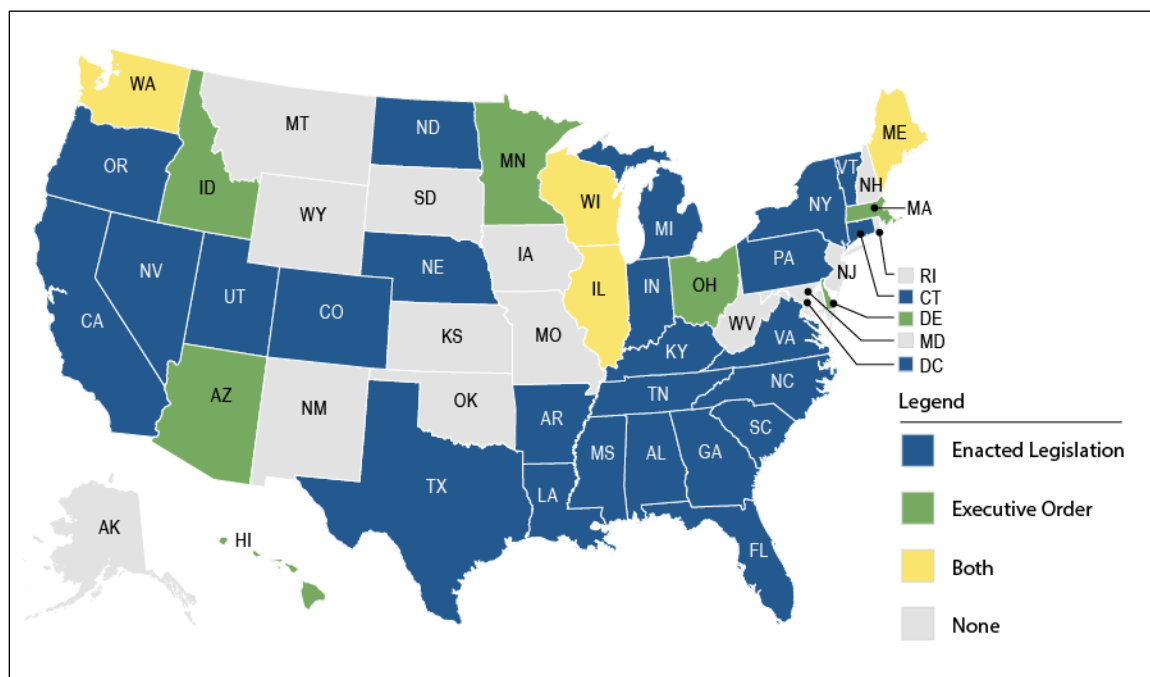 WA
MT
ND
MN
ME
OR
ID
WY
SD
WI
MI
VT
NH
NY
MA
IA
NE
PA
NJ
RI
NV
UT
CO
IL
IN
OH
CT
CA
KS
MO
WV
DE
KY
VA
MD
DC
AZ
NM
OK
AR
TN
NC
SC
MS
AL
GA
TX
LA
FL
AK
HI
Legend
Enacted Legislation
Executive Order
Both
None